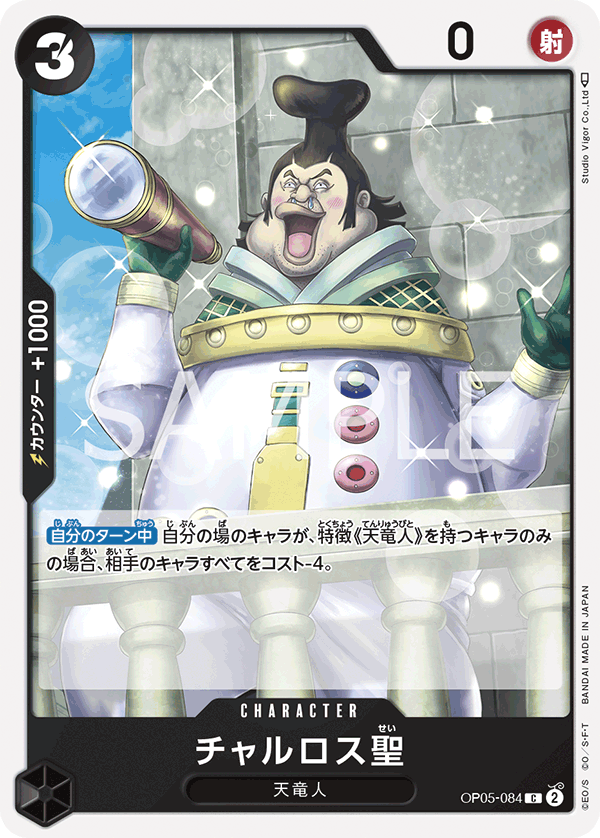 3
0
射
Studio Vigor Co.,Ltd
カウンター +1000
SAMPLE
自分のターン中 自分の場のキャラが、特徴《天竜人》を持つキャラのみ
の場合、相手のキャラすべてをコスト-4。
CHARACTER
せい
チャルロス聖
天竜人
OP05-084 C 2
©E.O/S ©O/S・F・T BANDAI MADE IN JAPAN